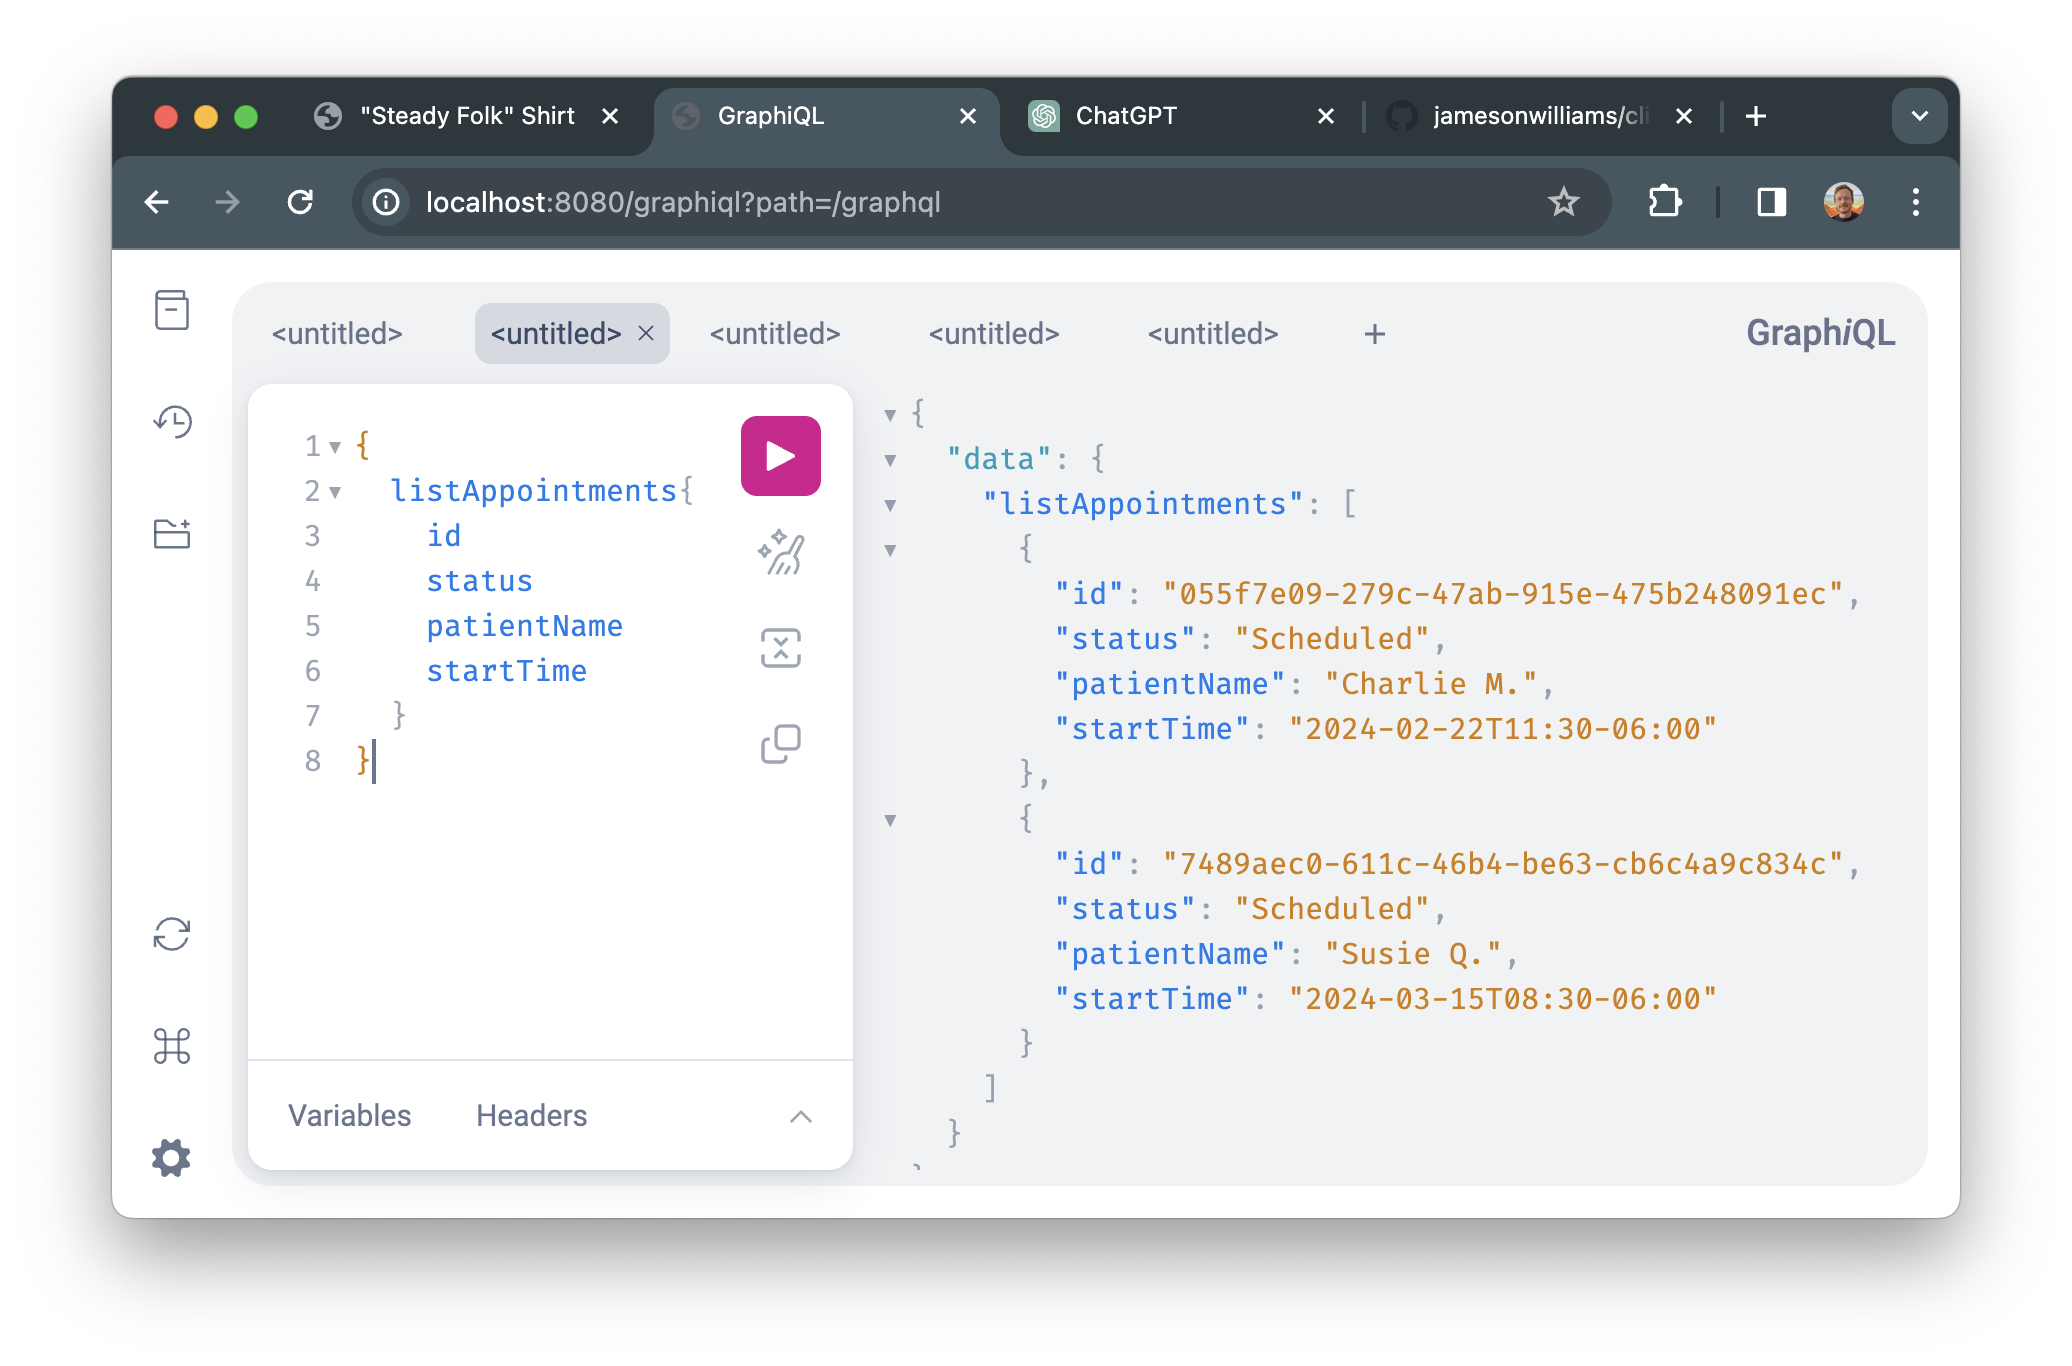 "Steady Folk" Shirt
GraphiQL
ChatGPT
jamesonwilliams/cli
localhost:8080/graphiql?path=/graphql
<untitled> <untitled> <untitled> <untitled> <untitled> +
GraphiQL
1 {
2 listAppointments{
3 id
4 status
5 patientName
6 startTime
7 }
8 }
Variables Headers
{
"data": {
"listAppointments": [
{
"id": "055f7e09-279c-47ab-915e-475b248091ec",
"status": "Scheduled",
"patientName": "Charlie M.",
"startTime": "2024-02-22T11:30-06:00"
},
{
"id": "7489aec0-611c-46b4-be63-cb6c4a9c834c",
"status": "Scheduled",
"patientName": "Susie Q.",
"startTime": "2024-03-15T08:30-06:00"
}
]
}